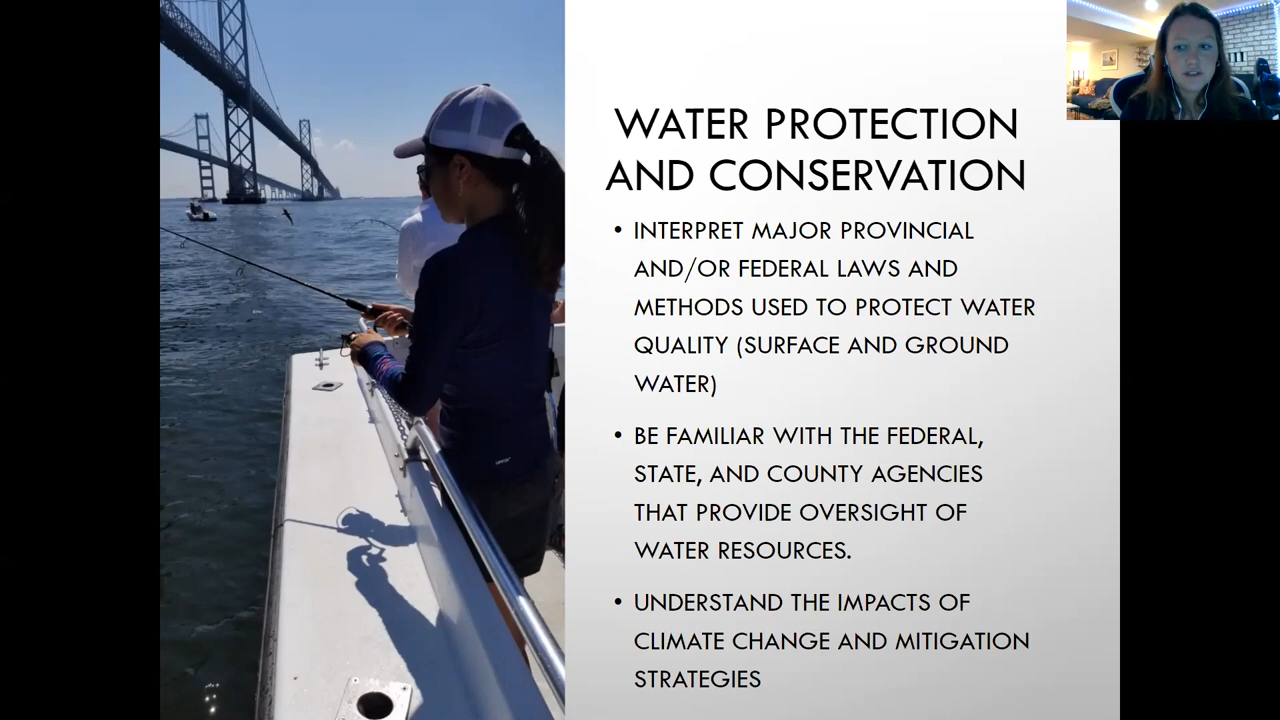 WATER PROTECTION
AND CONSERVATION
• INTERPRET MAJOR PROVINCIAL
AND/OR FEDERAL LAWS AND
METHODS USED TO PROTECT WATER
QUALITY (SURFACE AND GROUND
WATER)
• BE FAMILIAR WITH THE FEDERAL,
STATE, AND COUNTY AGENCIES
THAT PROVIDE OVERSIGHT OF
WATER RESOURCES.
• UNDERSTAND THE IMPACTS OF
CLIMATE CHANGE AND MITIGATION
STRATEGIES